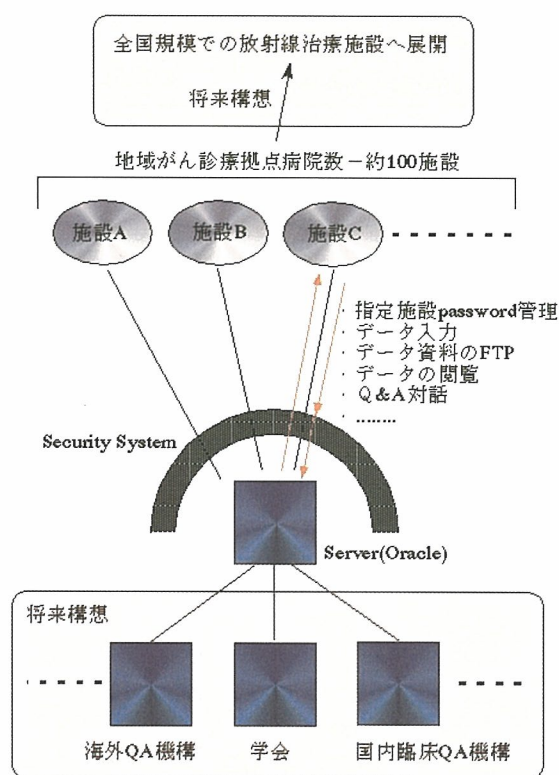 全国規模での放射線治療施設へ展開
将来構想
地域がん診療拠点病院数－約100施設
施設A
施設B
施設C
・指定施設password管理
・データ入力
・データ資料のFTP
・データの閲覧
・Q&A対話
・........
Security System
Server(Oracle)
将来構想
海外QA機構
学会
国内臨床QA機構